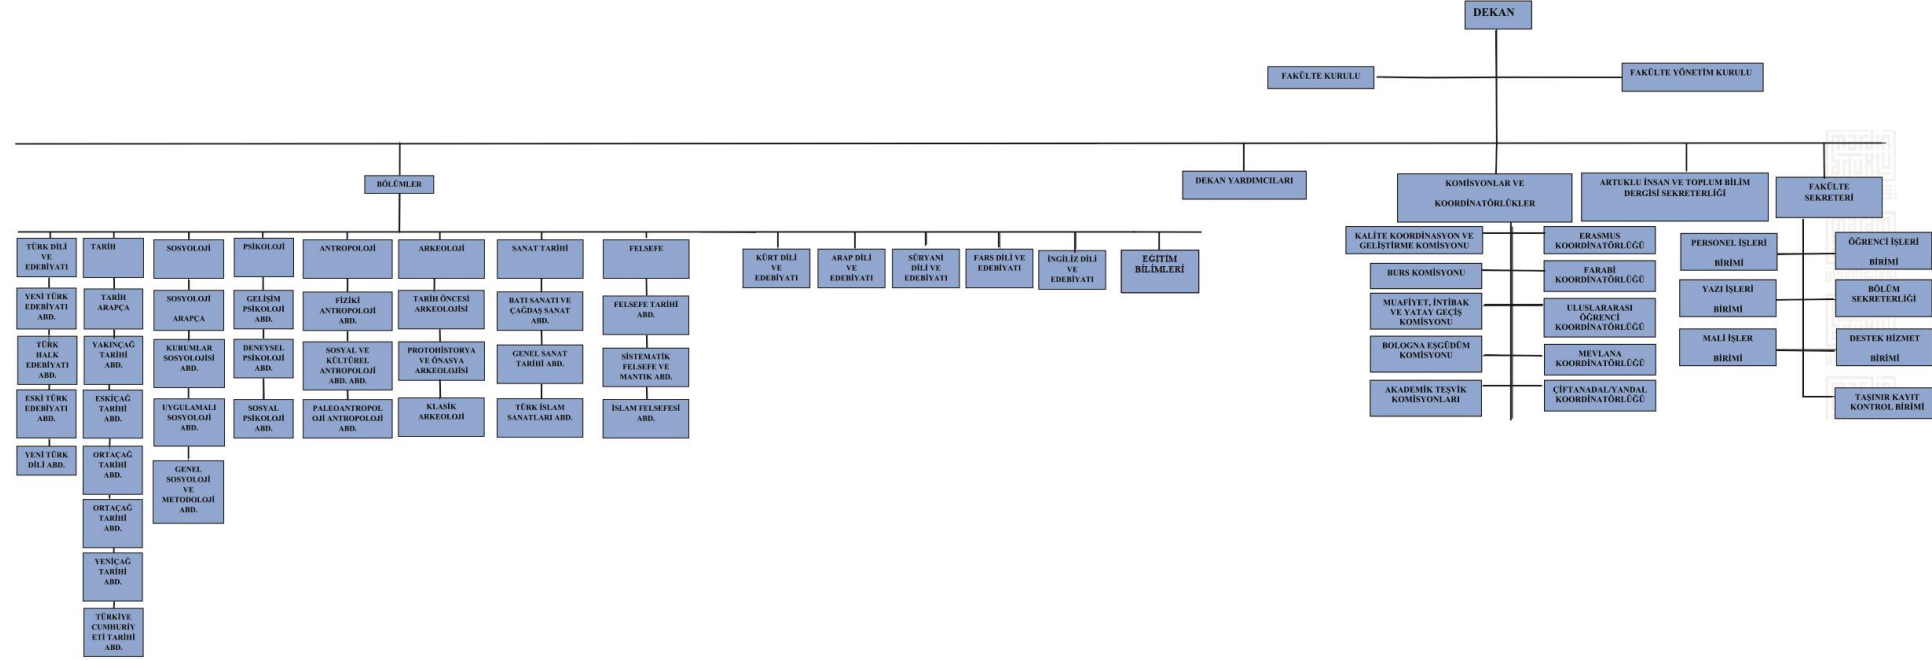 DEKAN
FAKÜLTE KURULU
FAKÜLTE YÖNETİM KURULU
BÖLÜMLER
DEKAN YARDIMCILARI
KOMİSYONLAR VE
KOORDİNATÖRLÜKLER
ARTUKLU İNSAN VE TOPLUM BİLİM
DERGİSİ SEKRETERLİĞİ
FAKÜLTE
SEKRETERİ
TÜRK DİLİ
VE
EDEBİYATI
TARİH
SOSYOLOJİ
PSİKOLOJİ
ANTROPOLOJİ
ARKEOLOJİ
SANAT TARİHİ
FELSEFE
KÜRT DİLİ
VE
EDEBİYATI
ARAP DİLİ
VE
EDEBİYATI
SÜRYANİ
DİLİ VE
EDEBİYATI
FARS DİLİ VE
EDEBİYATI
İNGİLİZ DİLİ
VE
EDEBİYATI
EĞİTİM
BİLİMLERİ
YENİ TÜRK
EDEBİYATI
ABD.
TÜRK
HALK
EDEBİYATI
ABD.
ESKİ TÜRK
EDEBİYATI
ABD.
YENİ TÜRK
DİLİ ABD.
TARİH
ARAPÇA
YAKINÇAĞ
TARİHİ
ABD.
ESKİÇAĞ
TARİHİ
ABD.
ORTAÇAĞ
TARİHİ
ABD.
ORTAÇAĞ
TARİHİ
ABD.
YENİÇAĞ
TARİHİ
ABD.
TÜRKİYE
CUMHURİY
ETİ TARİHİ
ABD.
SOSYOLOJİ
ARAPÇA
KURUMLAR
SOSYOLOJİSİ
ABD.
UYGULAMALI
SOSYOLOJİ
ABD.
GENEL
SOSYOLOJİ
VE
METODOLOJİ
ABD.
GELİŞİM
PSİKOLOJİ
ABD.
DENEYSEL
PSİKOLOJİ
ABD.
SOSYAL
PSİKOLOJİ
ABD.
FİZİKİ
ANTROPOLOJİ
ABD.
SOSYAL VE
KÜLTÜREL
ANTROPOLOJİ
ABD. ABD.
PALEOANTROPOL
OJİ ANTROPOLOJİ
ABD.
TARİH ÖNCESİ
ARKEOLOJİSİ
PROTOHİSTORYA
VE ÖNASYA
ARKEOLOJİSİ
KLASİK
ARKEOLOJİ
BATI SANATI VE
ÇAĞDAŞ SANAT
ABD.
GENEL SANAT
TARİHİ ABD.
TÜRK İSLAM
SANATLARI ABD.
FELSEFE TARİHİ
ABD.
SİSTEMATİK
FELSEFE VE
MANTIK ABD.
İSLAM FELSEFESİ
ABD.
KALİTE KOORDİNASYON VE
GELİŞTİRME KOMİSYONU
ERASMUS
KOORDİNATÖRLÜĞÜ
BURS KOMİSYONU
FARABİ
KOORDİNATÖRLÜĞÜ
MUAFİYET, İNTİBAK
VE YATAY GEÇİŞ
KOMİSYONU
ULUSLARARASI
ÖĞRENCİ
KOORDİNATÖRLÜĞÜ
BOLOGNA EŞGÜDÜM
KOMİSYONU
MEVLANA
KOORDİNATÖRLÜĞÜ
AKADEMİK TEŞVİK
KOMİSYONLARI
ÇİFTANADAL/YANDAL
KOORDİNATÖRLÜĞÜ
PERSONEL İŞLERİ
BİRİMİ
ÖĞRENCİ İŞLERİ
BİRİMİ
YAZI İŞLERİ
BİRİMİ
BÖLÜM
SEKRETERLİĞİ
MALİ İŞLER
BİRİMİ
DESTEK HİZMET
BİRİMİ
TAŞINIR KAYIT
KONTROL BİRİMİ